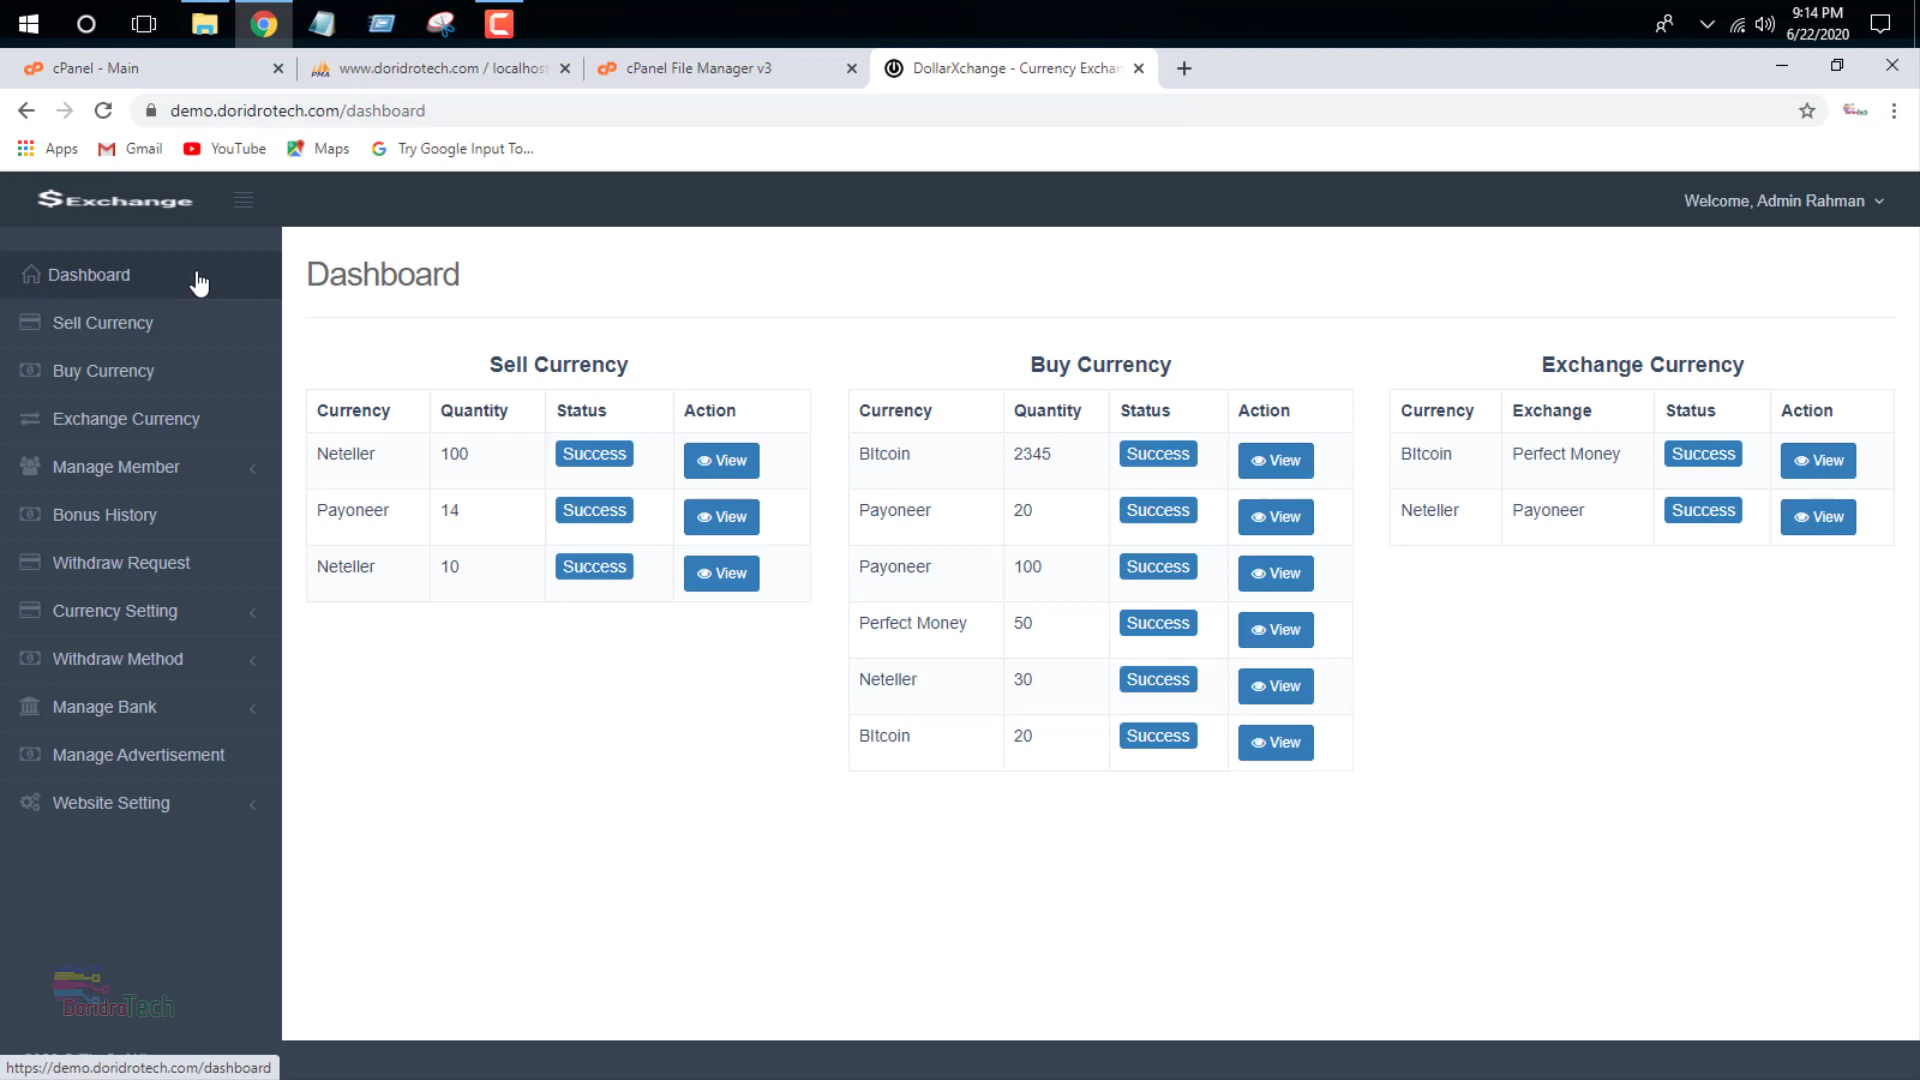 9:14 PM
6/22/2020
cPanel - Main
www.doridrotech.com / localhos
cPanel File Manager v3
DollarXchange - Currency Exchan
demo.doridrotech.com/dashboard
Apps
Gmail
YouTube
Maps
Try Google Input To...
$Exchange
Welcome, Admin Rahman
Dashboard
Sell Currency
Buy Currency
Exchange Currency
Manage Member
Bonus History
Withdraw Request
Currency Setting
Withdraw Method
Manage Bank
Manage Advertisement
Website Setting
DoridroTech
https://demo.doridrotech.com/dashboard
Dashboard
Sell Currency
Currency Quantity Status Action
Neteller 100 Success View
Payoneer 14 Success View
Neteller 10 Success View
Buy Currency
Currency Quantity Status Action
BItcoin 2345 Success View
Payoneer 20 Success View
Payoneer 100 Success View
Perfect Money 50 Success View
Neteller 30 Success View
BItcoin 20 Success View
Exchange Currency
Currency Exchange Status Action
BItcoin Perfect Money Success View
Neteller Payoneer Success View